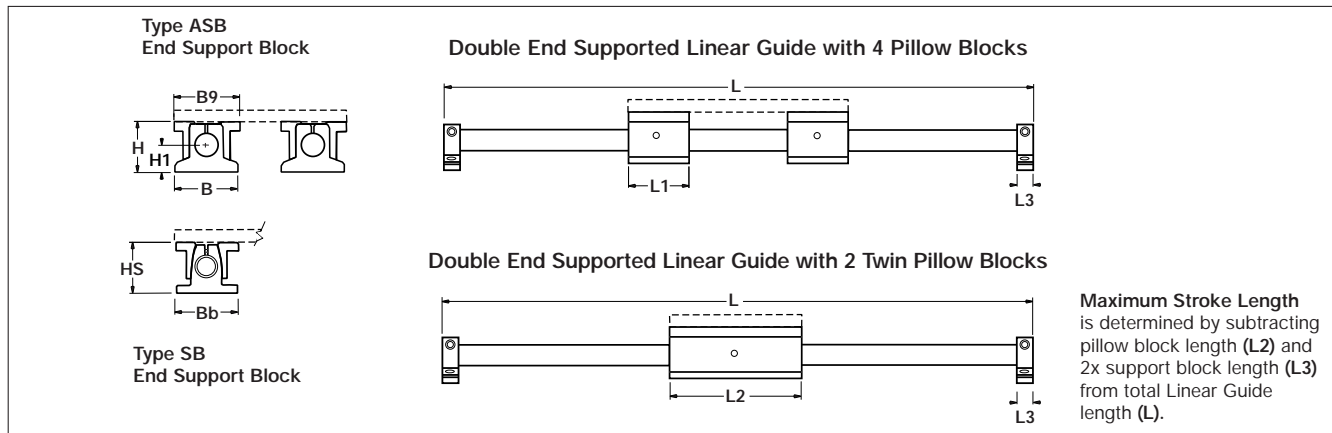 Type ASB
End Support Block
B9
H
H1
B
HS
Bb
Type SB
End Support Block
Double End Supported Linear Guide with 4 Pillow Blocks
L
L1
L3
Double End Supported Linear Guide with 2 Twin Pillow Blocks
L
L2
L3
Maximum Stroke Length
is determined by subtracting
pillow block length (L2) and
2x support block length (L3)
from total Linear Guide
length (L).